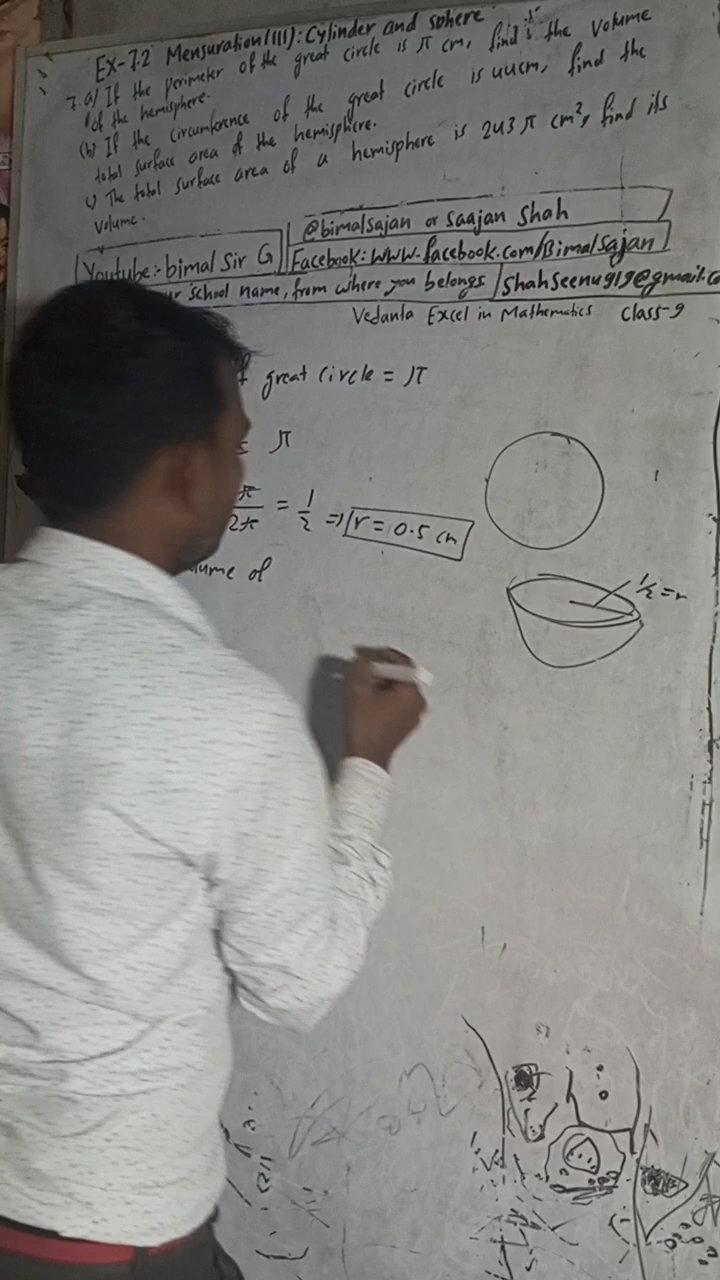 Ex-7.2 Mensuration(III): Cylinder and sphere
7. a) If the perimeter of the great circle is π cm, find the volume
of the hemisphere.
(b) If the circumference of the great circle is 44cm, find the
total surface area of the hemisphere.
c) The total surface area of a hemisphere is 243 π cm², find its
volume.
@bimalsajan or saajan shah
Youtube:- bimal Sir G
Facebook: www.facebook.com/Bimalsajan
school name, from where you belongs
shahseenu919@gmail.co
Vedanta Excel in Mathematics Class-9
great circle = π
π
π/2π = 1/2 ⇒ r = 0.5 cm
1/2 = r
of